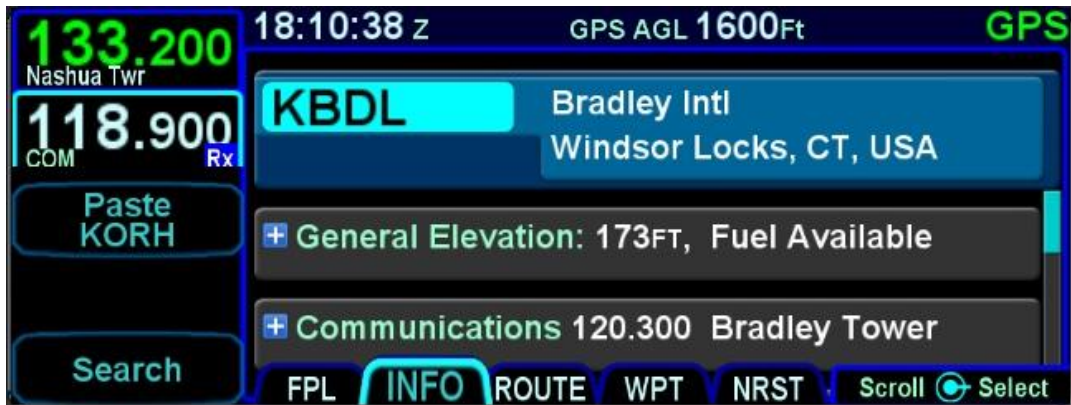 133.200
Nashua Twr
118.900
COM Rx
Paste
KORH
Search
18:10:38 Z GPS AGL 1600Ft GPS
KBDL Bradley Intl
Windsor Locks, CT, USA
+ General Elevation: 173FT, Fuel Available
+ Communications 120.300 Bradley Tower
FPL INFO ROUTE WPT NRST Scroll Select